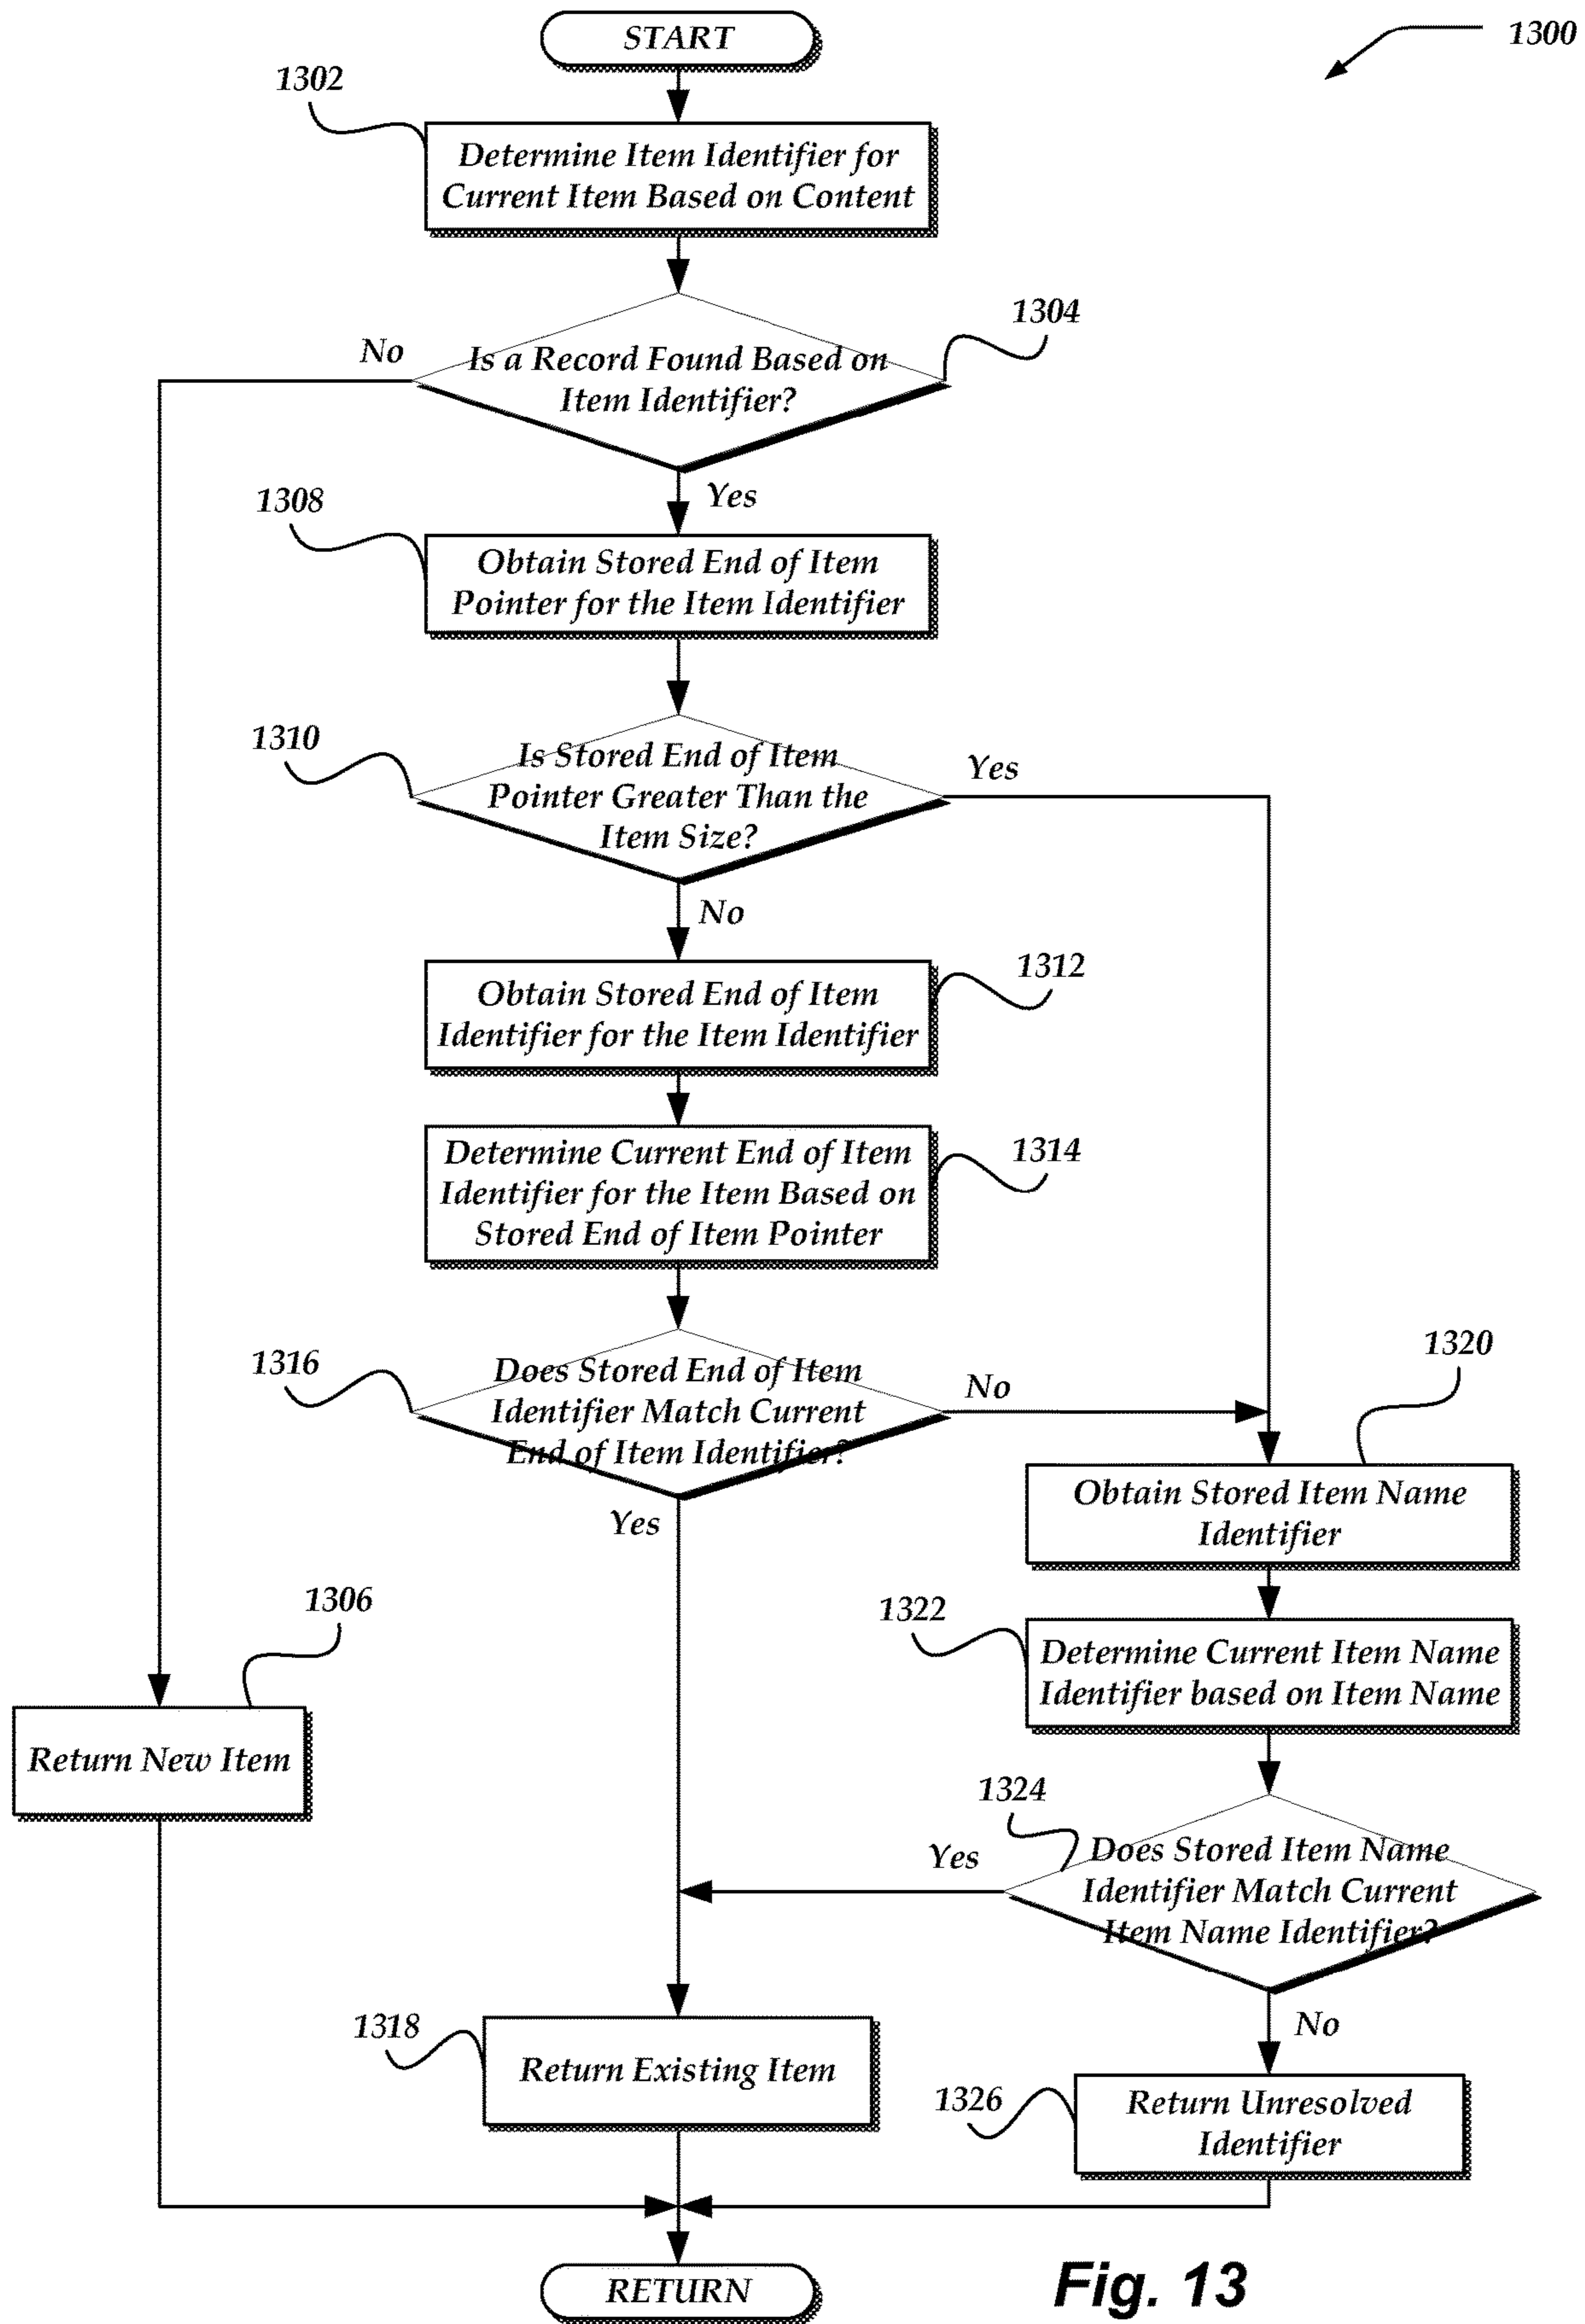 START
1300
1302
Determine Item Identifier for
Current Item Based on Content
1304
No
Is a Record Found Based on
Item Identifier?
Yes
1308
Obtain Stored End of Item
Pointer for the Item Identifier
1310
Is Stored End of Item
Pointer Greater Than the
Item Size?
Yes
No
1312
Obtain Stored End of Item
Identifier for the Item Identifier
1314
Determine Current End of Item
Identifier for the Item Based on
Stored End of Item Pointer
1316
Does Stored End of Item
Identifier Match Current
End of Item Identifier?
No
Yes
1320
Obtain Stored Item Name
Identifier
1322
Determine Current Item Name
Identifier based on Item Name
1306
Return New Item
1324
Does Stored Item Name
Identifier Match Current
Item Name Identifier?
Yes
No
1318
Return Existing Item
1326
Return Unresolved
Identifier
RETURN
Fig. 13